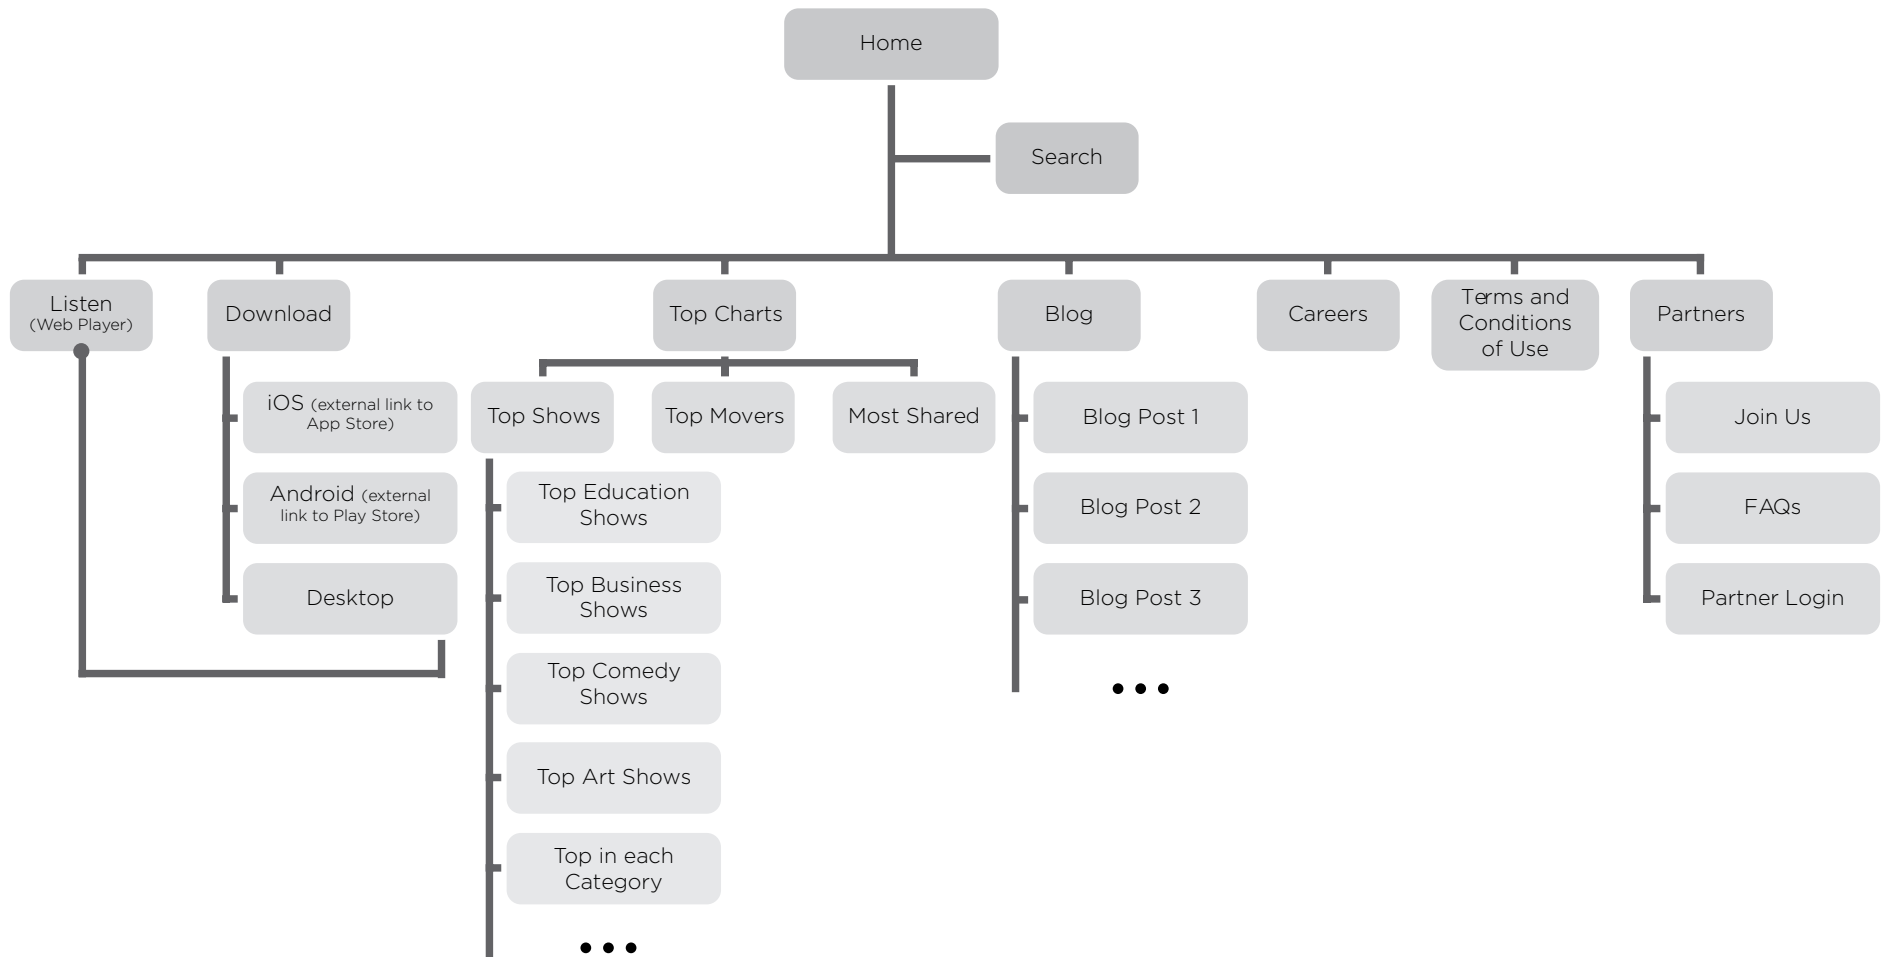 Home
Search
Listen
(Web Player)
Download
Top Charts
Blog
Careers
Terms and
Conditions
of Use
Partners
iOS (external link to
App Store)
Android (external
link to Play Store)
Desktop
Top Shows
Top Movers
Most Shared
Top Education
Shows
Top Business
Shows
Top Comedy
Shows
Top Art Shows
Top in each
Category
•••
Blog Post 1
Blog Post 2
Blog Post 3
•••
Join Us
FAQs
Partner Login